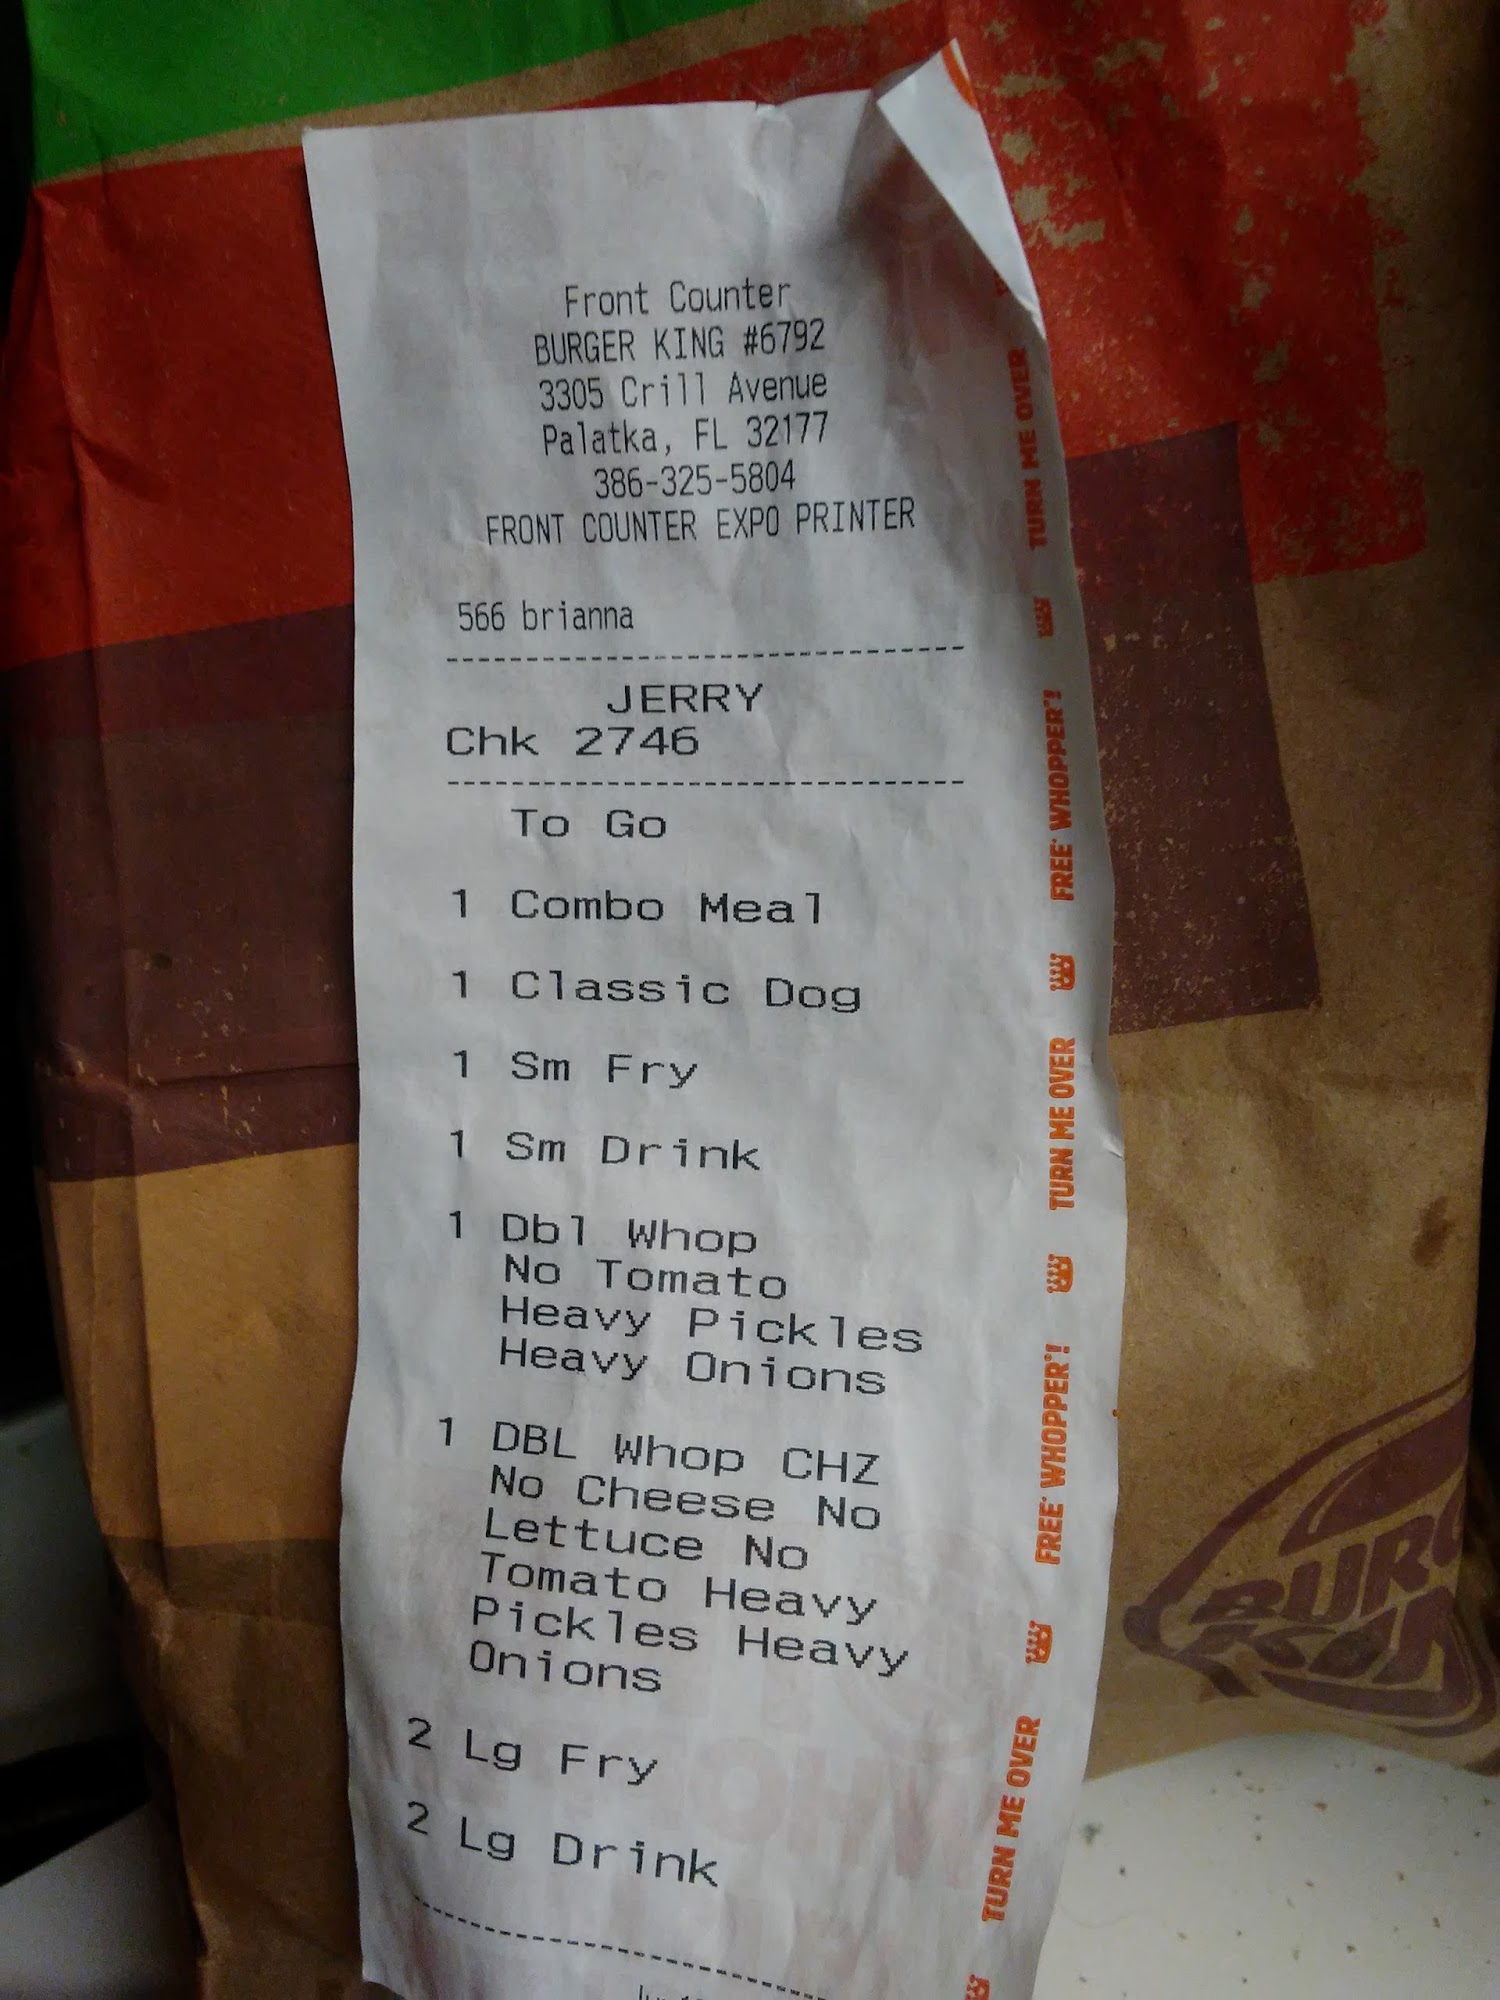 Front Counter
BURGER KING #6792
3305 Crill Avenue
Palatka, FL 32177
386-325-5804
FRONT COUNTER EXPO PRINTER
566 brianna
JERRY
Chk 2746
To Go
1 Combo Meal
1 Classic Dog
1 Sm Fry
1 Sm Drink
1 Dbl Whop
No Tomato
Heavy Pickles
Heavy Onions
1 DBL Whop CHZ
No Cheese No
Lettuce No
Tomato Heavy
Pickles Heavy
Onions
2 Lg Fry
2 Lg Drink
TURN ME OVER
FREE WHOPPER!
TURN ME OVER
FREE WHOPPER!
TURN ME OVER
BURG
KIN